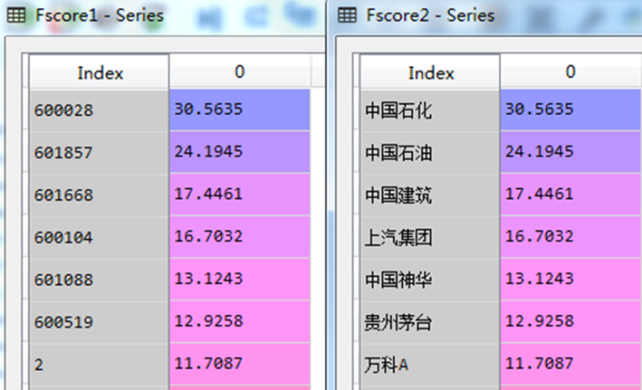 Fscore1 - Series
Index 0
600028 30.5635
601857 24.1945
601668 17.4461
600104 16.7032
601088 13.1243
600519 12.9258
2 11.7087
Fscore2 - Series
Index 0
中国石化 30.5635
中国石油 24.1945
中国建筑 17.4461
上汽集团 16.7032
中国神华 13.1243
贵州茅台 12.9258
万科A 11.7087